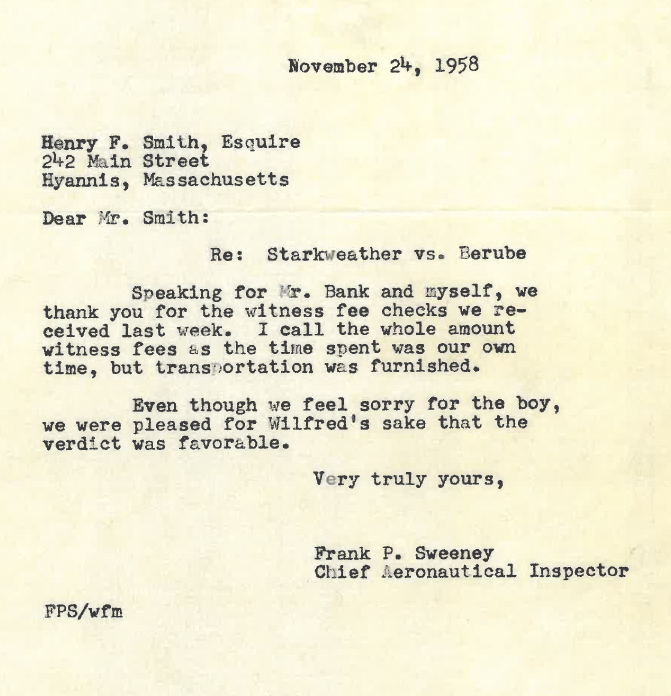 November 24, 1958
Henry F. Smith, Esquire
242 Main Street
Hyannis, Massachusetts
Dear Mr. Smith:
Re: Starkweather vs. Berube
Speaking for Mr. Bank and myself, we
thank you for the witness fee checks we re-
ceived last week. I call the whole amount
witness fees as the time spent was our own
time, but transportation was furnished.
Even though we feel sorry for the boy,
we were pleased for Wilfred's sake that the
verdict was favorable.
Very truly yours,
Frank P. Sweeney
Chief Aeronautical Inspector
FPS/wfm